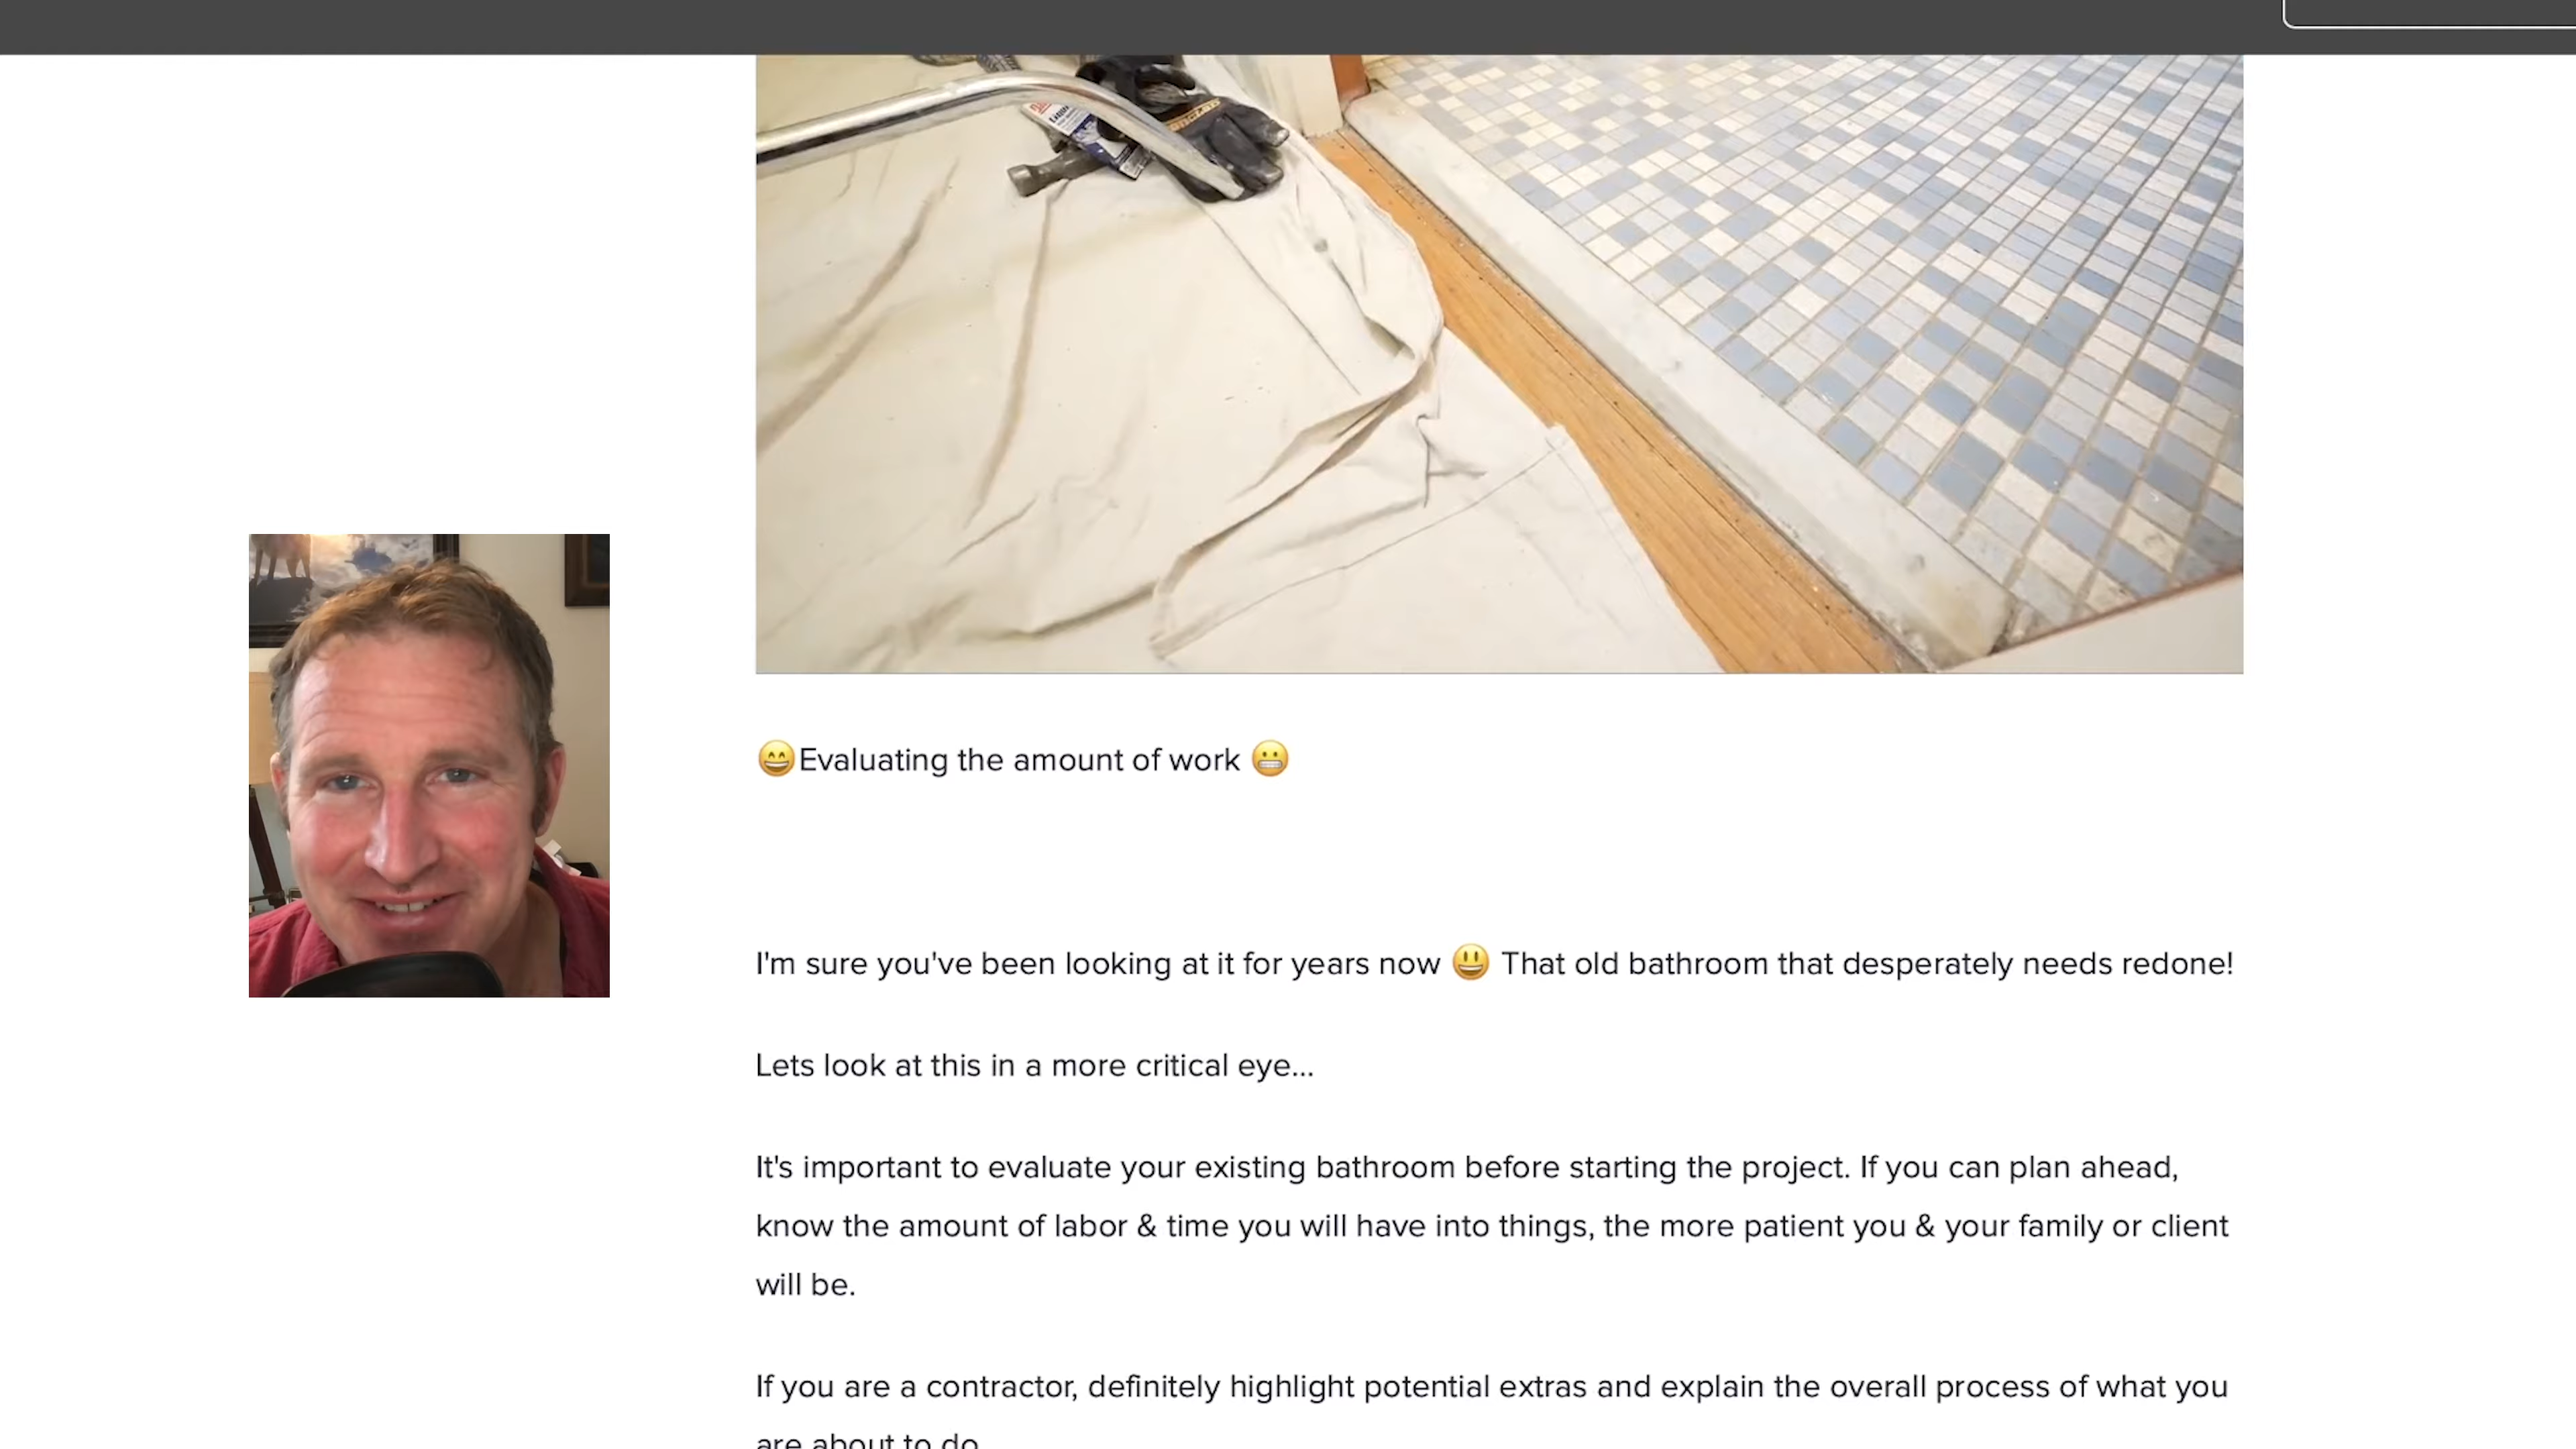 😄Evaluating the amount of work 😬
I'm sure you've been looking at it for years now 😃 That old bathroom that desperately needs redone!
Lets look at this in a more critical eye...
It's important to evaluate your existing bathroom before starting the project. If you can plan ahead,
know the amount of labor & time you will have into things, the more patient you & your family or client
will be.
If you are a contractor, definitely highlight potential extras and explain the overall process of what you
are about to do